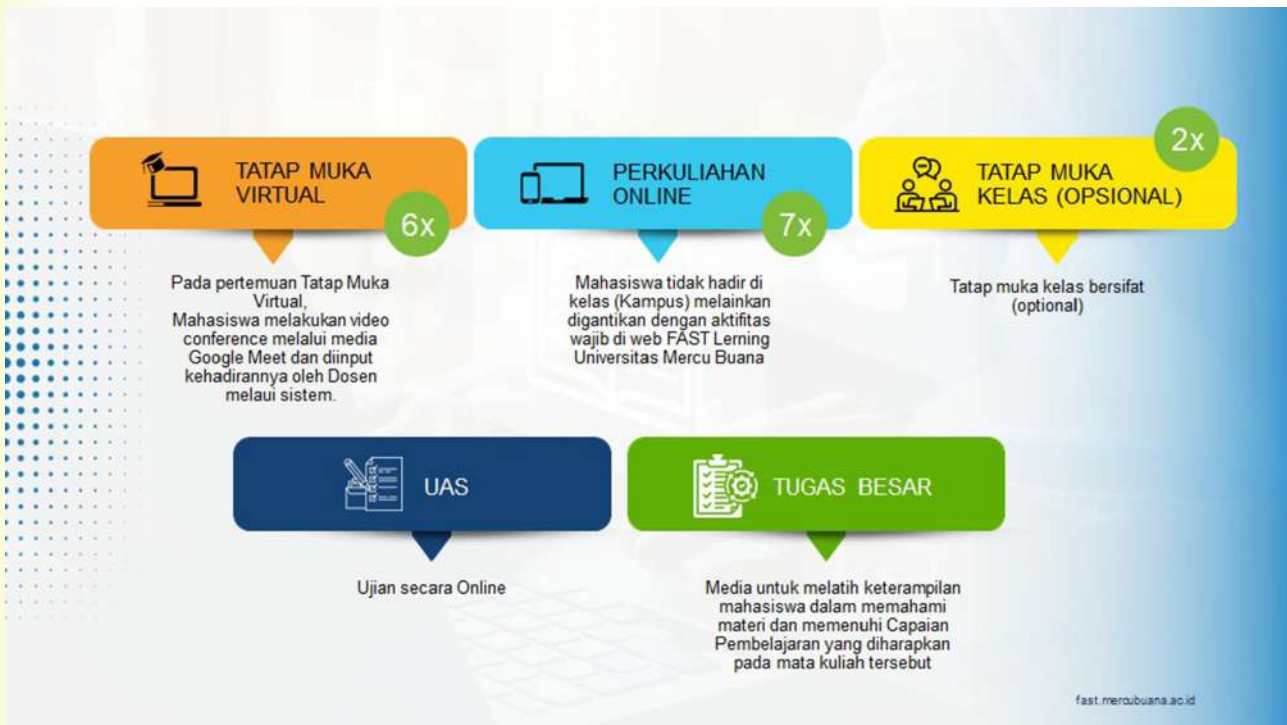 TATAP MUKA
VIRTUAL
6x
Pada pertemuan Tatap Muka
Virtual,
Mahasiswa melakukan video
conference melalui media
Google Meet dan diinput
kehadirannya oleh Dosen
melaui sistem.
PERKULIAHAN
ONLINE
7x
Mahasiswa tidak hadir di
kelas (Kampus) melainkan
digantikan dengan aktifitas
wajib di web FAST Lerning
Universitas Mercu Buana
2x
TATAP MUKA
KELAS (OPSIONAL)
Tatap muka kelas bersifat
(optional)
UAS
Ujian secara Online
TUGAS BESAR
Media untuk melatih keterampilan
mahasiswa dalam memahami
materi dan memenuhi Capaian
Pembelajaran yang diharapkan
pada mata kuliah tersebut
fast.mercubuana.ac.id